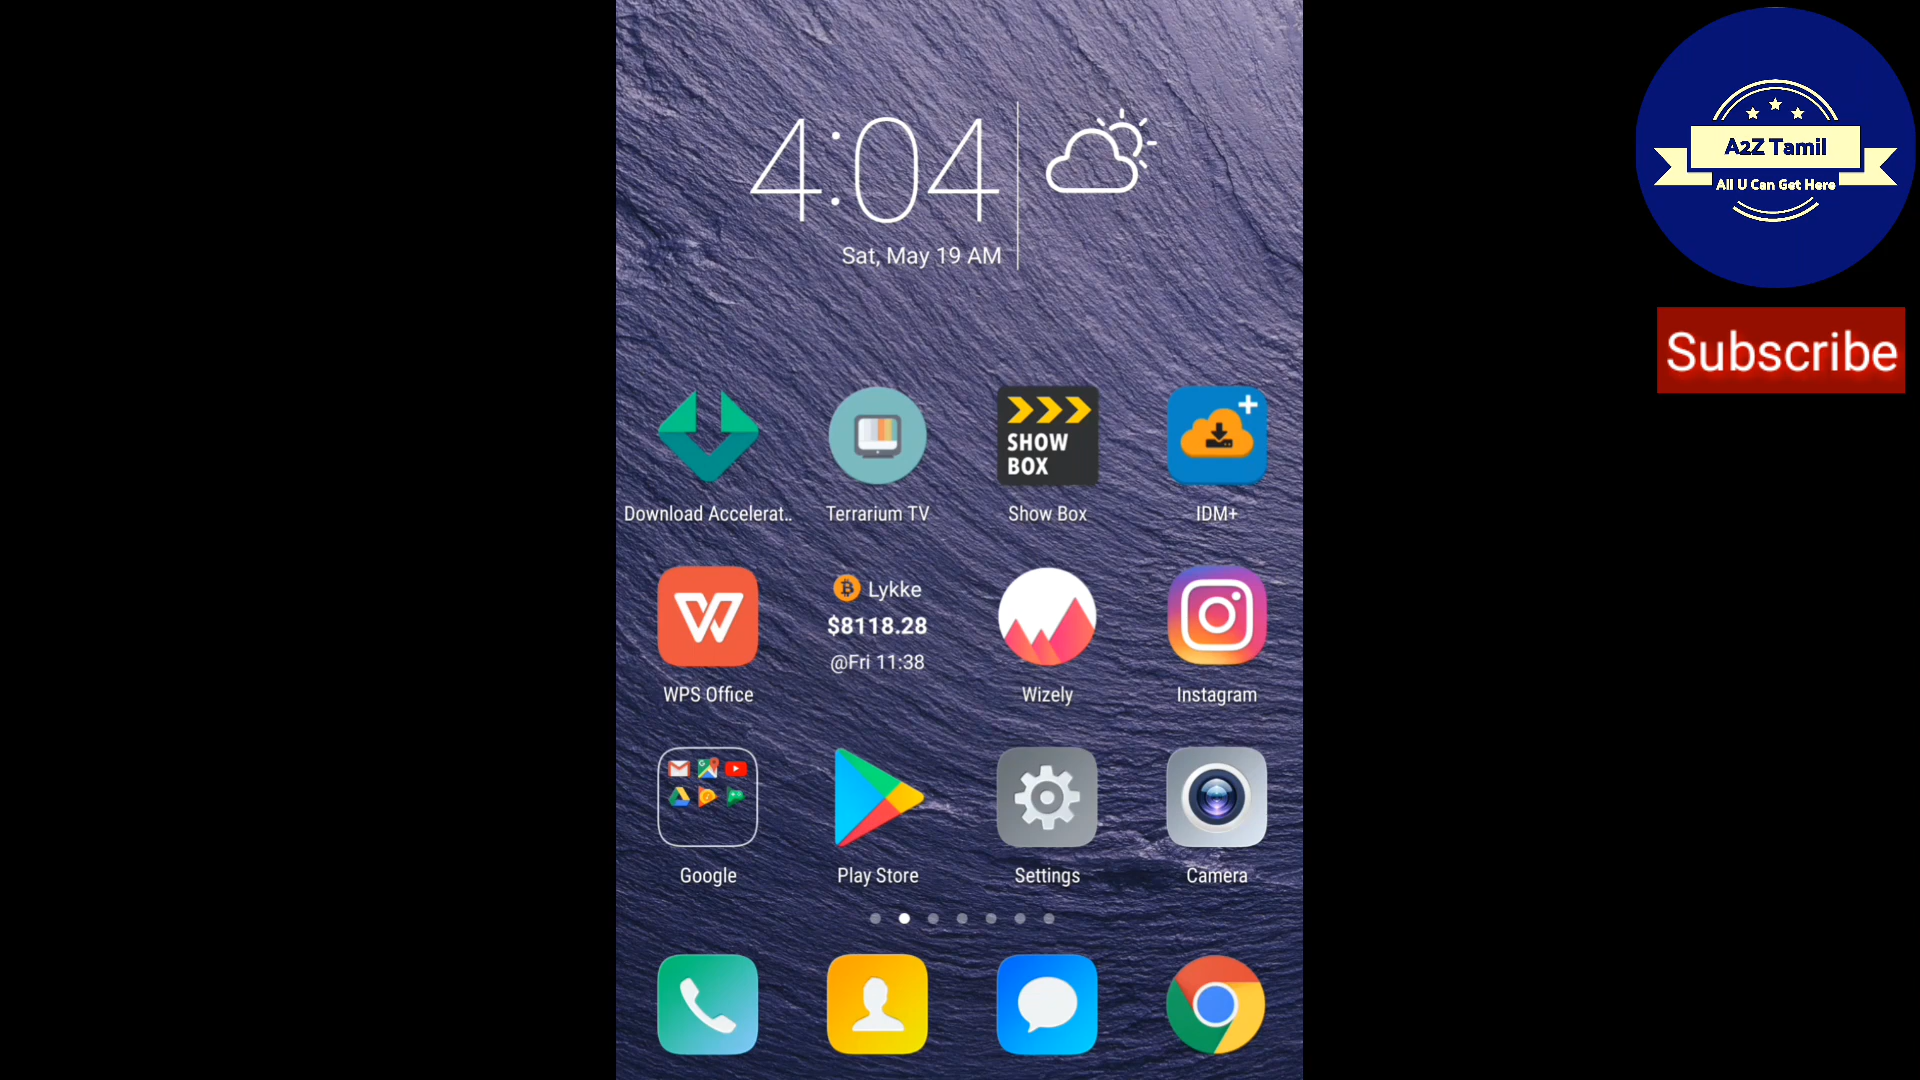 4:04
Sat, May 19 AM
A2Z Tamil
All U Can Get Here
Subscribe
SHOW
BOX
Download Accelerat..
Terrarium TV
Show Box
IDM+
Lykke
$8118.28
@Fri 11:38
WPS Office
Wizely
Instagram
Google
Play Store
Settings
Camera